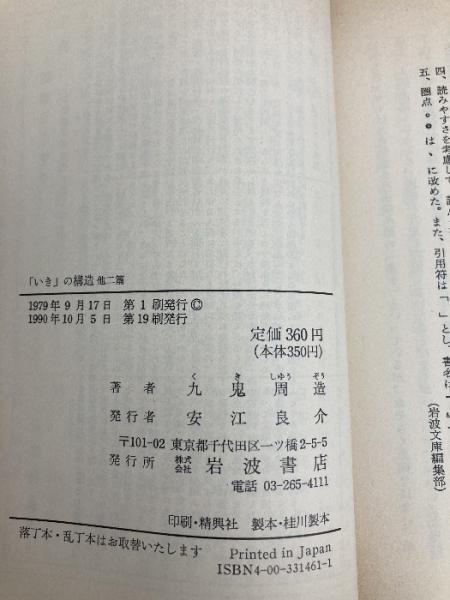 四、読みやすさを考慮して、
五、圏点。◦は、に改めた。また、引用符は「 」とし、書名は
(岩波文庫編集部)
「いき」の構造 他二篇
1979年9月17日 第1刷発行©
1990年10月5日 第19刷発行
定価360円
(本体350円)
く き しゅう ぞう
著者 九鬼周造
発行者 安江良介
〒101-02 東京都千代田区一ツ橋2-5-5
発行所 株式会社 岩波書店
電話 03-265-4111
印刷・精興社 製本・桂川製本
落丁本・乱丁本はお取替いたします
Printed in Japan
ISBN4-00-331461-1